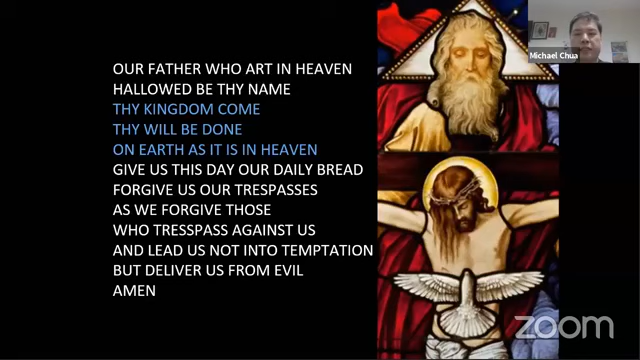 OUR FATHER WHO ART IN HEAVEN
HALLOWED BE THY NAME
THY KINGDOM COME
THY WILL BE DONE
ON EARTH AS IT IS IN HEAVEN
GIVE US THIS DAY OUR DAILY BREAD
FORGIVE US OUR TRESPASSES
AS WE FORGIVE THOSE
WHO TRESSPASS AGAINST US
AND LEAD US NOT INTO TEMPTATION
BUT DELIVER US FROM EVIL
AMEN
Michael Chua
zoom